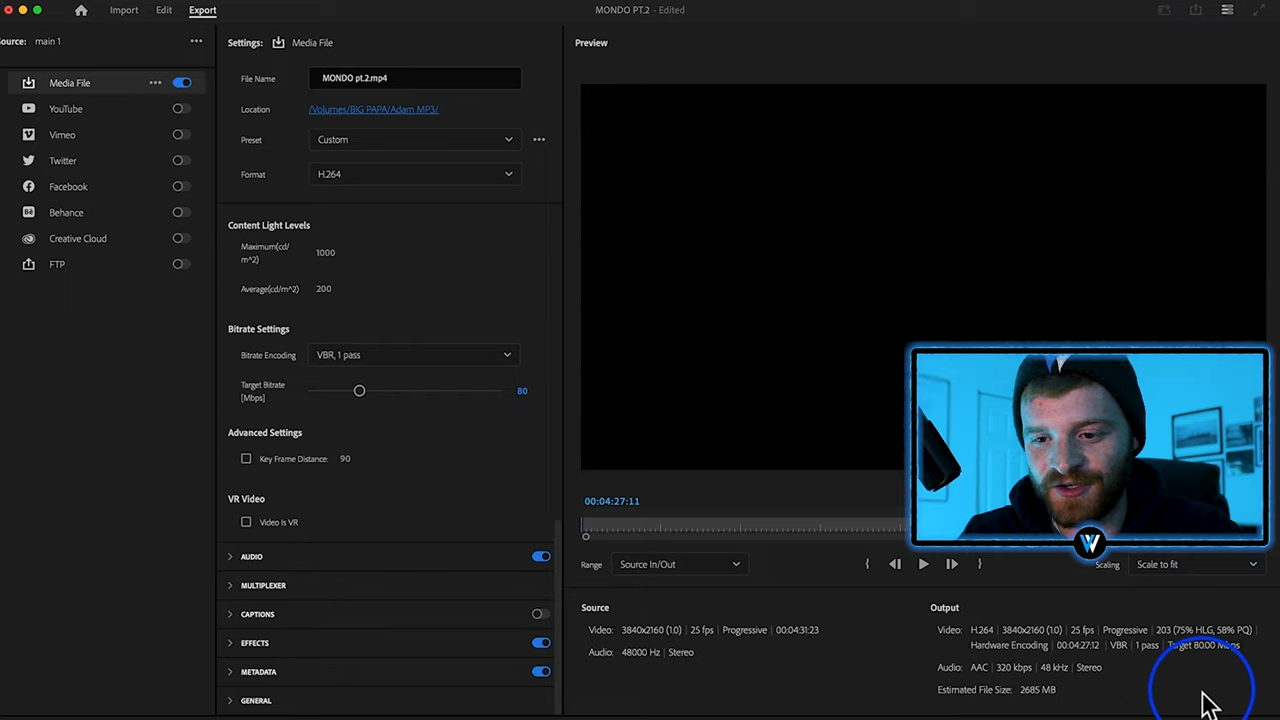 Import Edit Export
MONDO PT.2 - Edited
Source: main 1
Media File
YouTube
Vimeo
Twitter
Facebook
Behance
Creative Cloud
FTP
Settings: Media File
File Name MONDO pt.2.mp4
Location /Volumes/BIG PAPA/Adam MP3/
Preset Custom
Format H.264
Content Light Levels
Maximum(cd/
m^2) 1000
Average(cd/m^2) 200
Bitrate Settings
Bitrate Encoding VBR, 1 pass
Target Bitrate
[Mbps] 80
Advanced Settings
Key Frame Distance: 90
VR Video
Video Is VR
AUDIO
MULTIPLEXER
CAPTIONS
EFFECTS
METADATA
GENERAL
Preview
00:04:27:11
W
Range Source In/Out
Scaling Scale to fit
Source
Video: 3840x2160 (1.0) | 25 fps | Progressive | 00:04:31:23
Audio: 48000 Hz | Stereo
Output
Video: H.264 | 3840x2160 (1.0) | 25 fps | Progressive | 203 (75% HLG, 58% PQ) |
Hardware Encoding | 00:04:27:12 | VBR | 1 pass | Target 80.00 Mbps
Audio: AAC | 320 kbps | 48 kHz | Stereo
Estimated File Size: 2685 MB